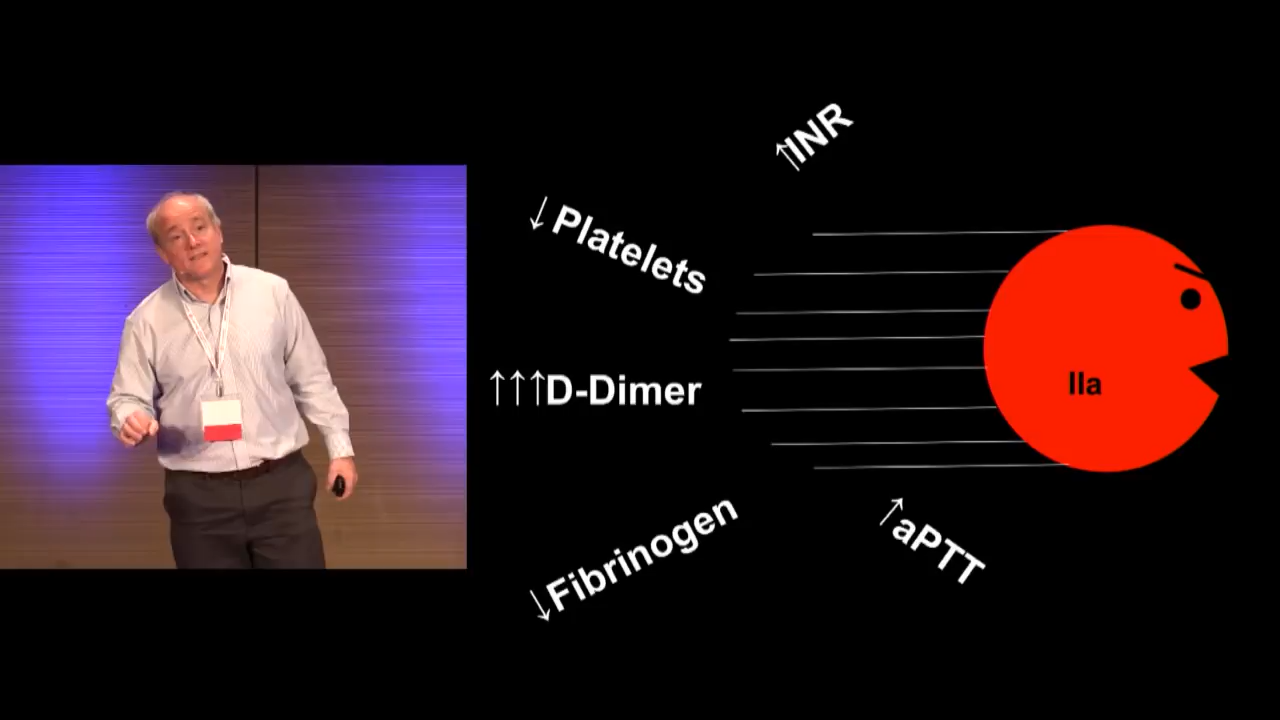 ↑INR
↓Platelets
↑↑↑D-Dimer
IIa
↓Fibrinogen
↑aPTT